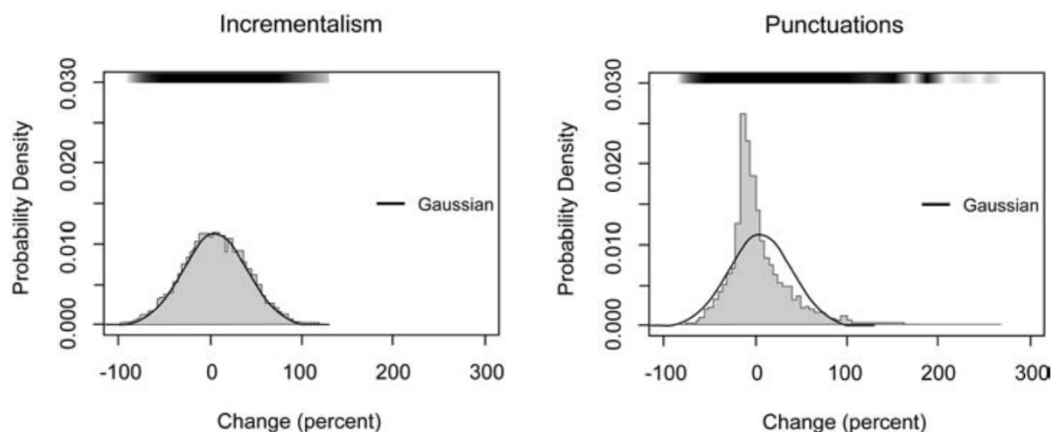 Incrementalism
Probability Density
0.030
0.020
0.010
0.000
Gaussian
-100 0 100 200 300
Change (percent)
Punctuations
Probability Density
0.030
0.020
0.010
0.000
Gaussian
-100 0 100 200 300
Change (percent)